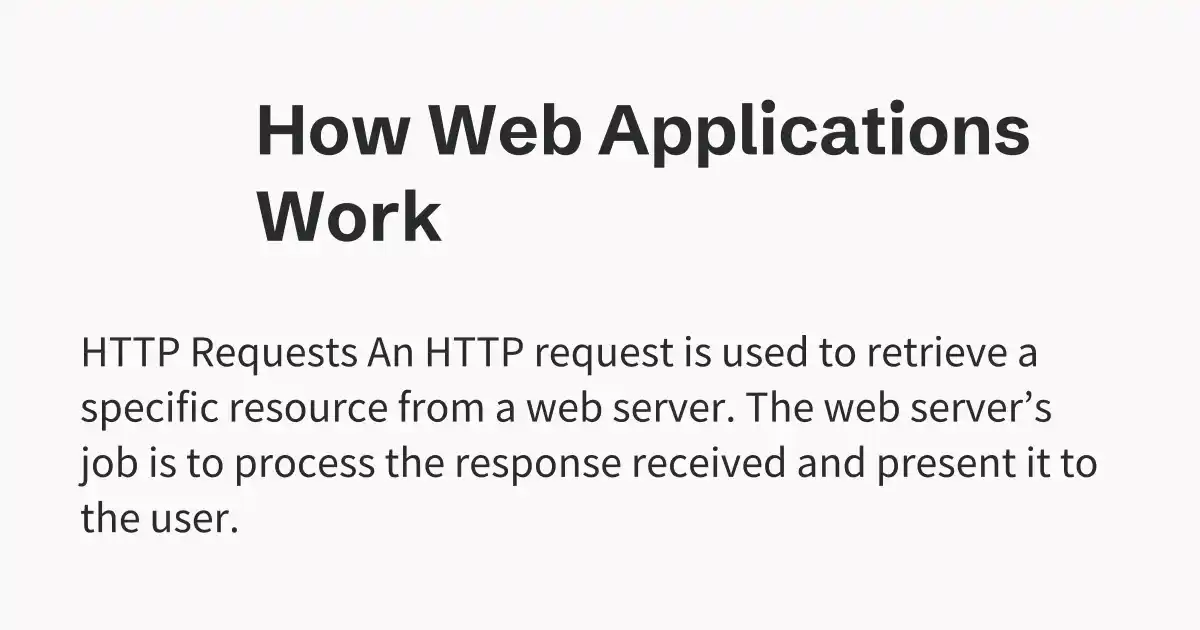 How Web Applications
Work
HTTP Requests An HTTP request is used to retrieve a
specific resource from a web server. The web server’s
job is to process the response received and present it to
the user.